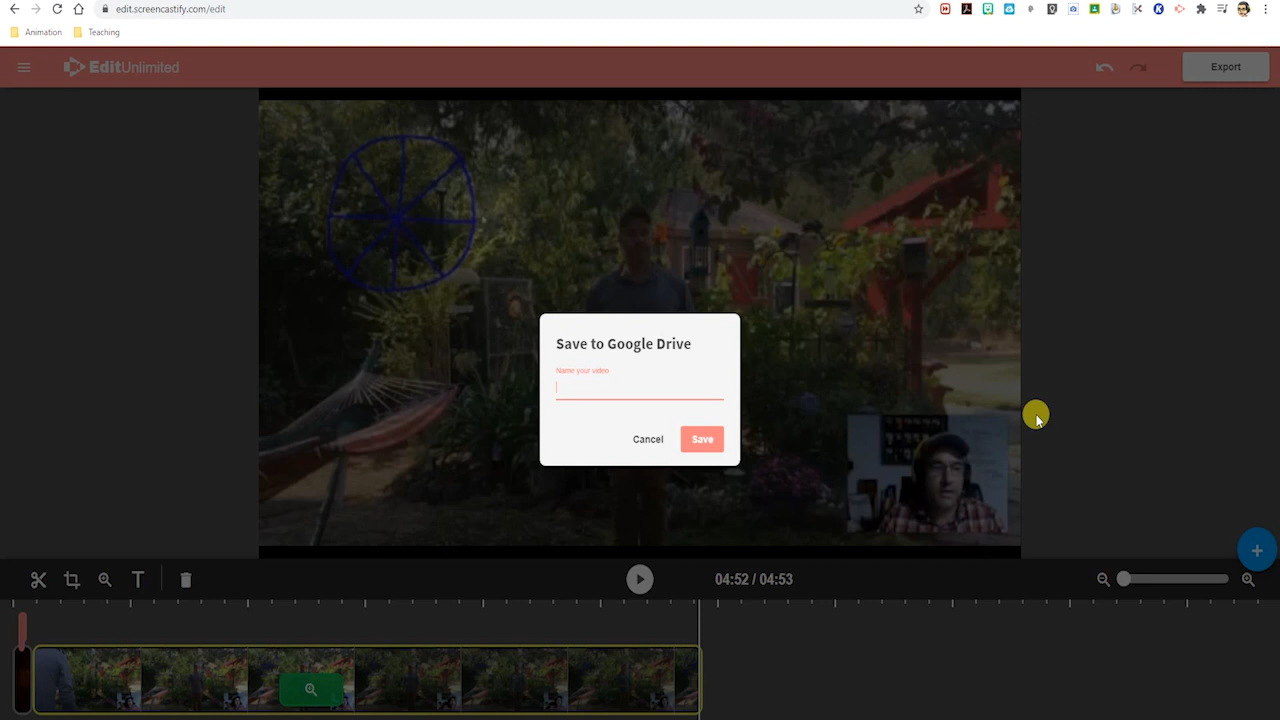 edit.screencastify.com/edit
Animation Teaching
EditUnlimited
Export
Save to Google Drive
Name your video
Cancel Save
T
04:52 / 04:53